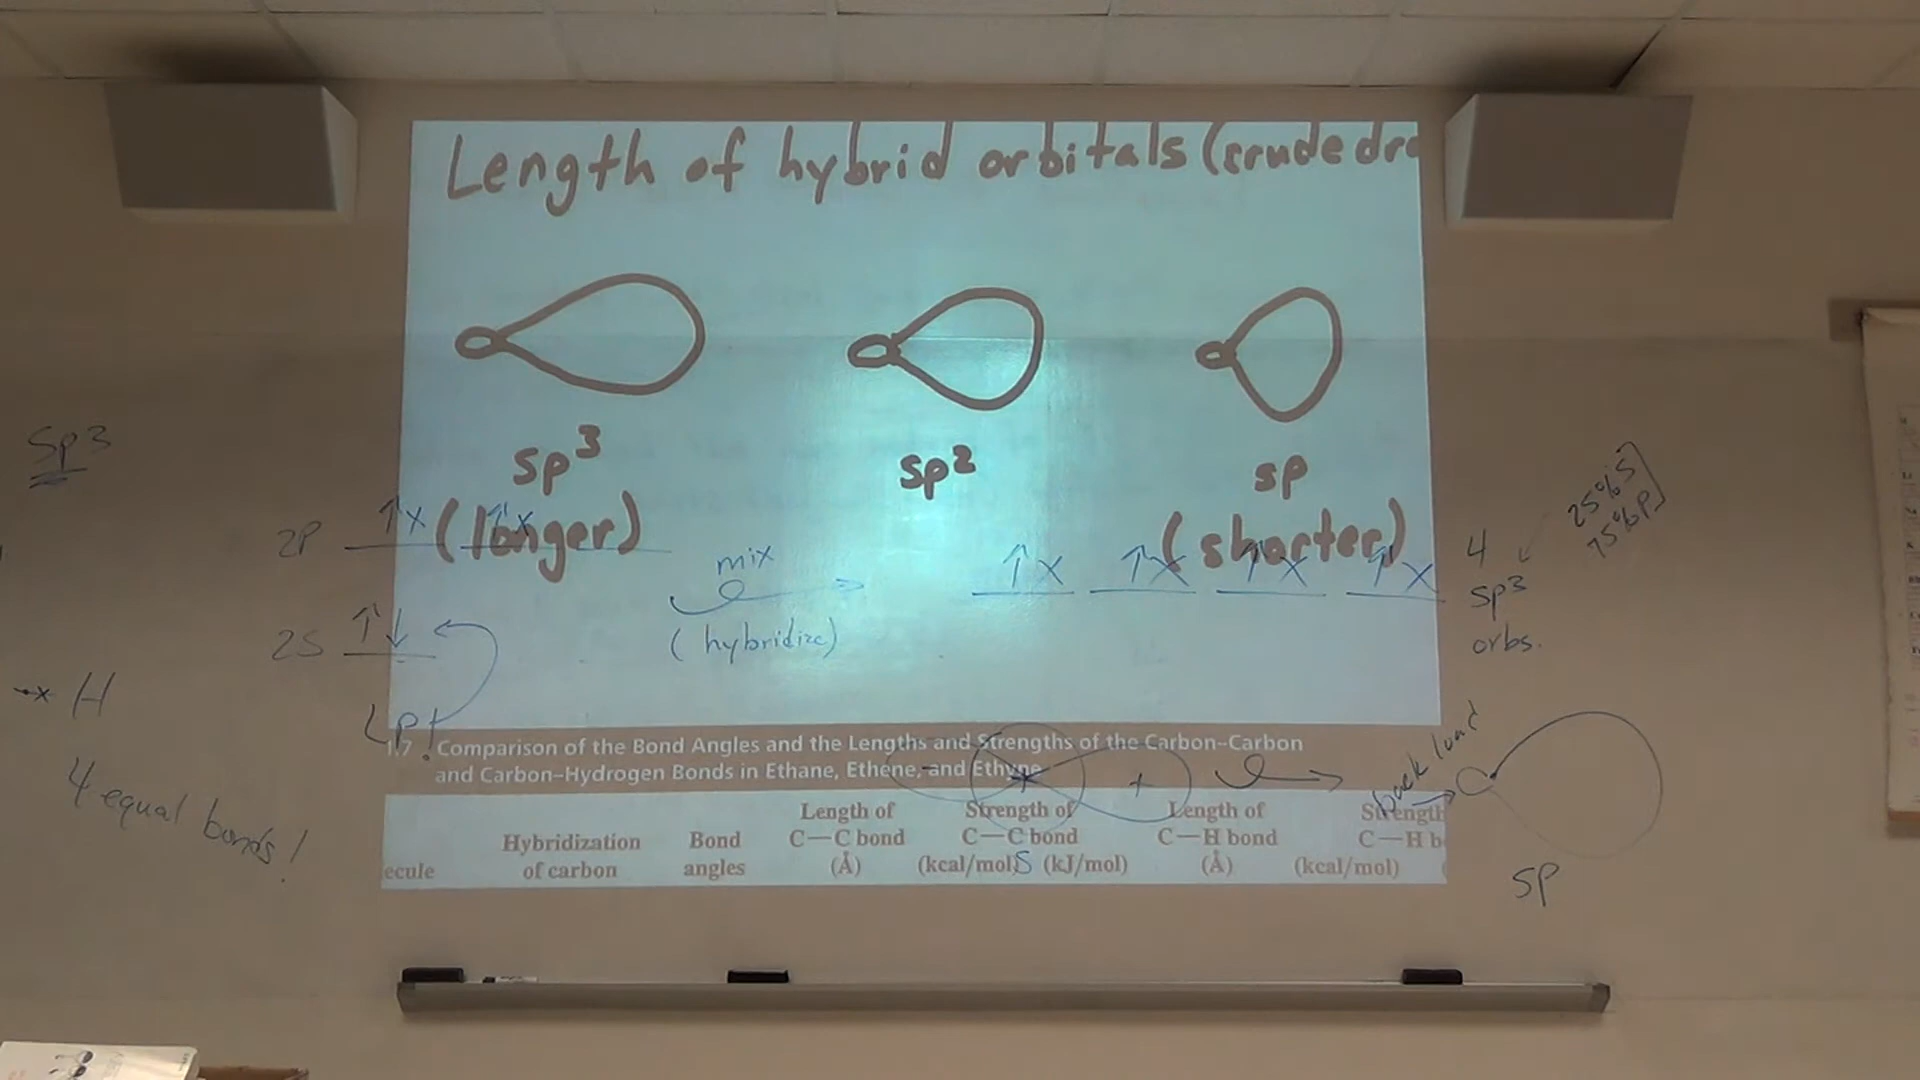 Length of hybrid orbitals (crude dra
sp³ sp² sp
(longer) (shorter)
Sp3
2P ↑x ↑x
mix
(hybridize)
↑x ↑x ↑x ↑x
4
sp3
orbs.
25% S
75% P]
2S ↑↓
LP!
x H
4 equal bonds!
1.7 Comparison of the Bond Angles and the Lengths and Strengths of the Carbon–Carbon
and Carbon–Hydrogen Bonds in Ethane, Ethene, and Ethyne
back
+
Length of Strength of Length of Strength
Hybridization Bond C—C bond C—C bond C—H bond C—H b
ecule of carbon angles (Å) (kcal/mol) (kJ/mol) (Å) (kcal/mol)
S
SP